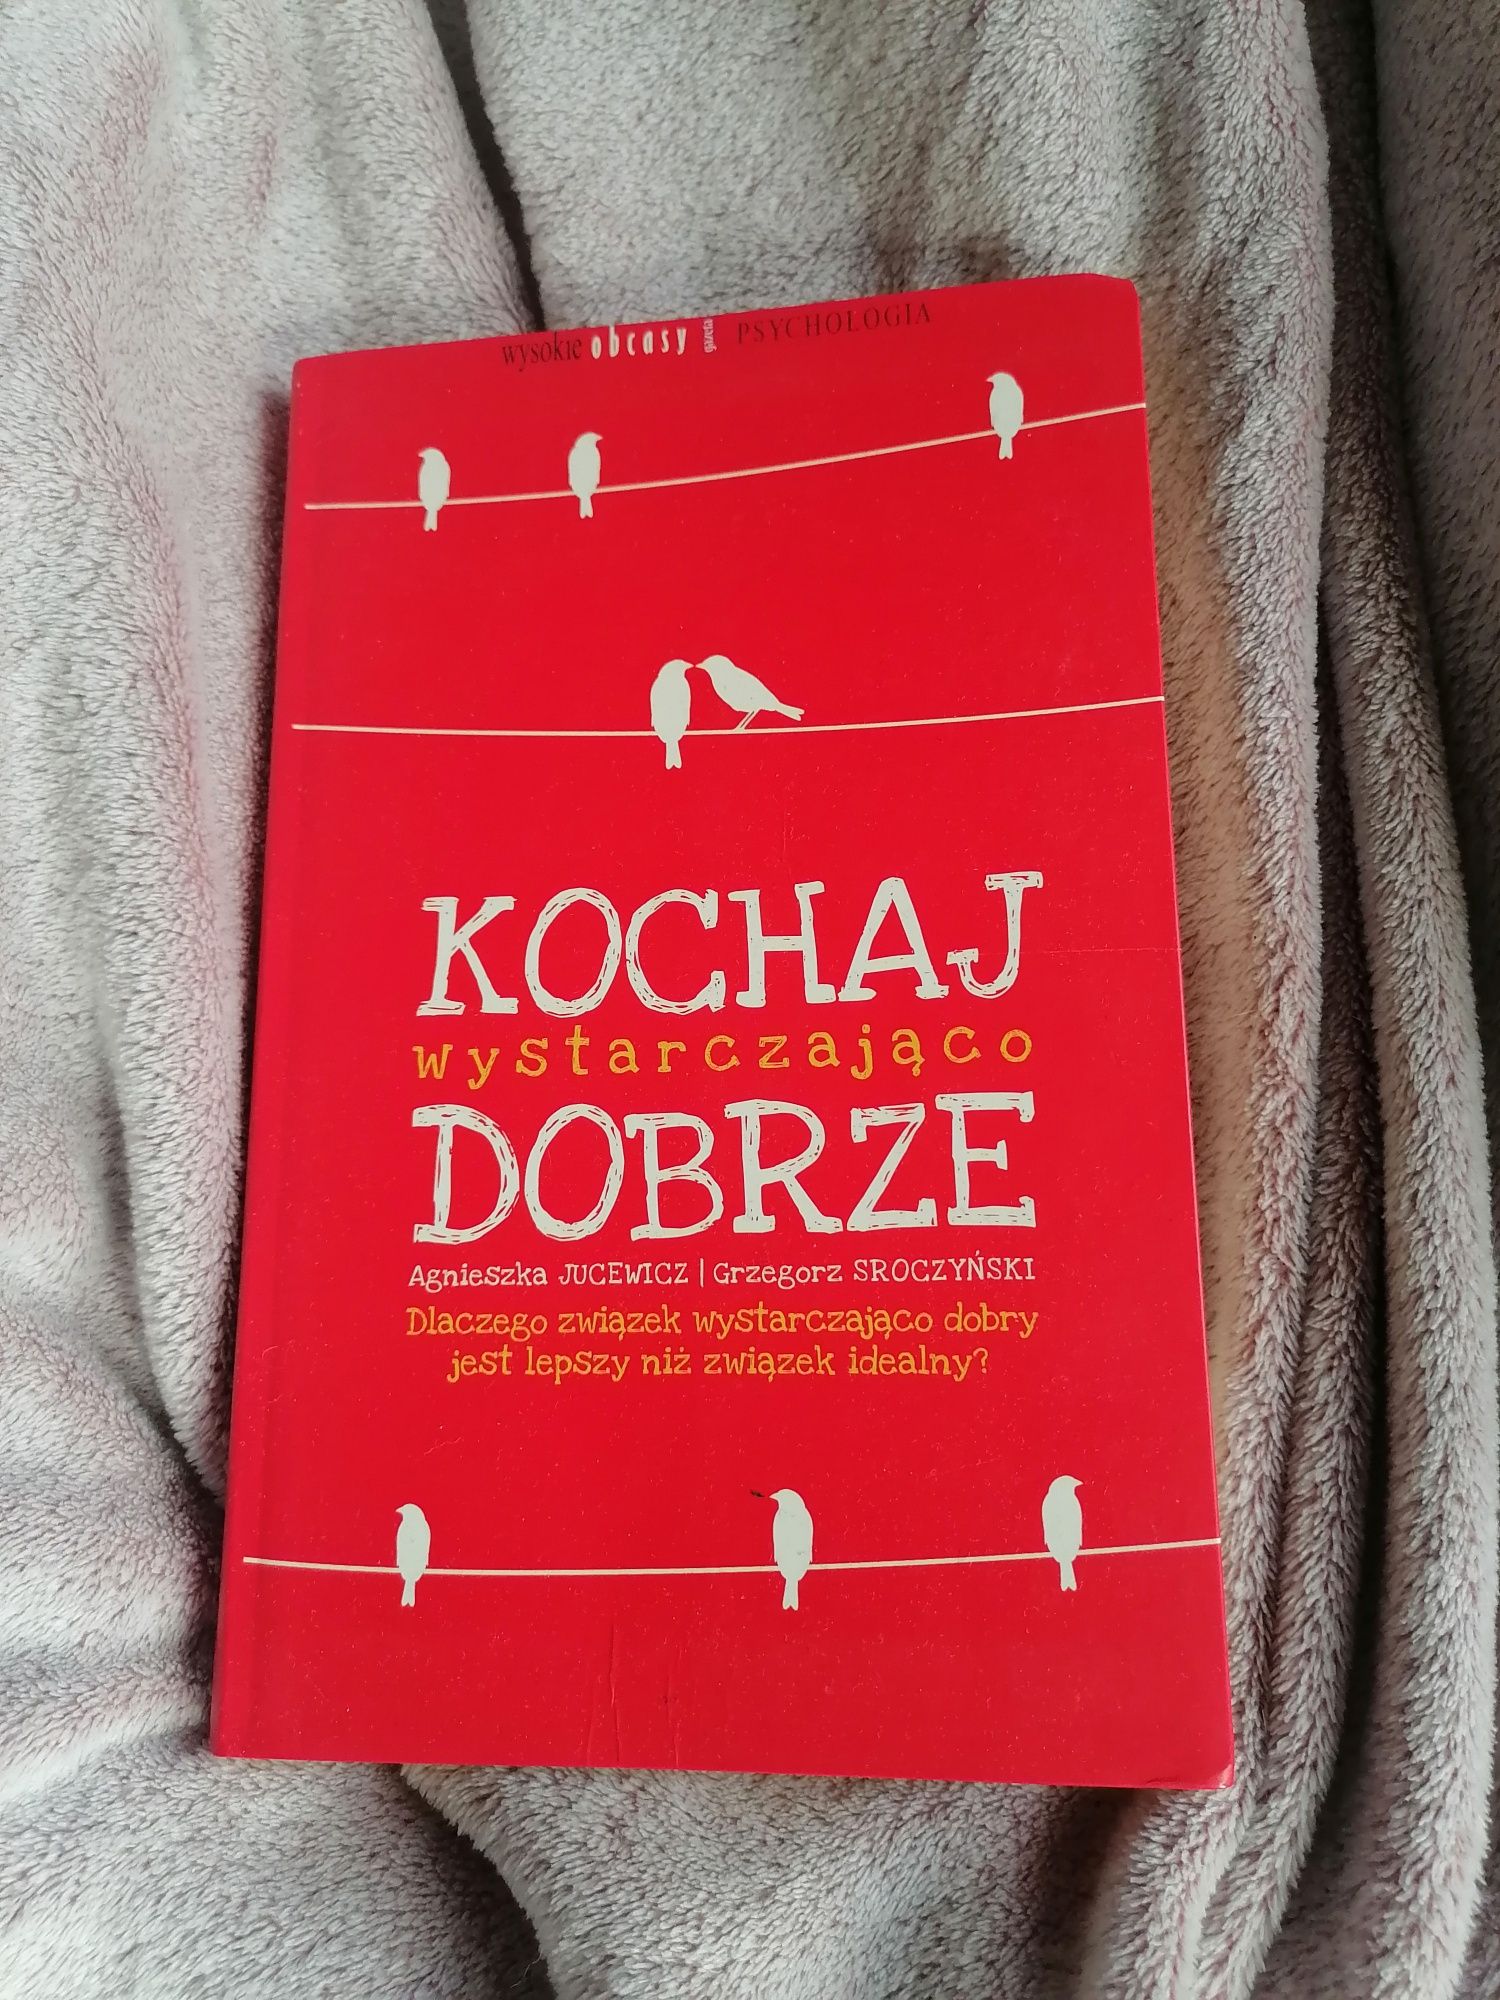 wysokie obcasy gazeta PSYCHOLOGIA
KOCHAJ
wystarczająco
DOBRZE
Agnieszka JUCEWICZ | Grzegorz SROCZYŃSKI
Dlaczego związek wystarczająco dobry
jest lepszy niż związek idealny?